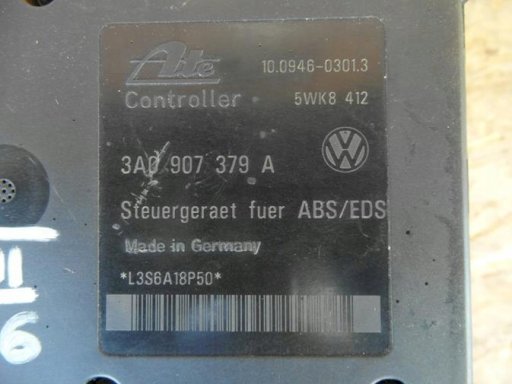 Ate 10.0946-0301.3
Controller 5WK8 412
3A0 907 379 A
Steuergeraet fuer ABS/EDS
Made in Germany
*L3S6A18P50*